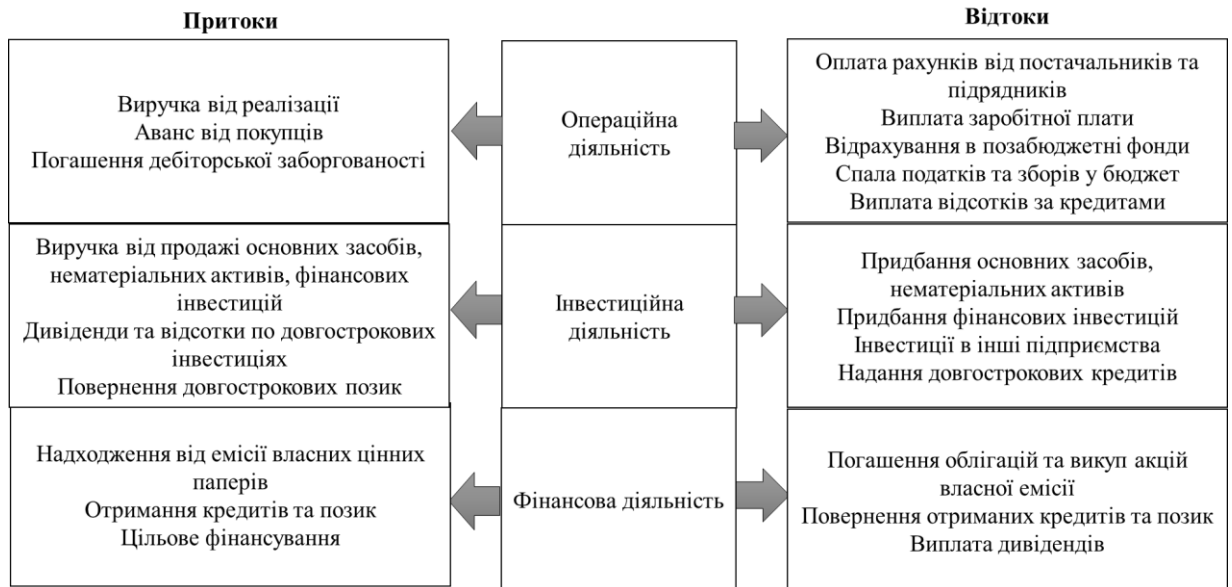 Притоки
Відтоки
Виручка від реалізації
Аванс від покупців
Погашення дебіторської заборгованості
Операційна
діяльність
Оплата рахунків від постачальників та
підрядників
Виплата заробітної плати
Відрахування в позабюджетні фонди
Спала податків та зборів у бюджет
Виплата відсотків за кредитами
Виручка від продажі основних засобів,
нематеріальних активів, фінансових
інвестицій
Дивіденди та відсотки по довгострокових
інвестиціях
Повернення довгострокових позик
Інвестиційна
діяльність
Придбання основних засобів,
нематеріальних активів
Придбання фінансових інвестицій
Інвестиції в інші підприємства
Надання довгострокових кредитів
Надходження від емісії власних цінних
паперів
Отримання кредитів та позик
Цільове фінансування
Фінансова діяльність
Погашення облігацій та викуп акцій
власної емісії
Повернення отриманих кредитів та позик
Виплата дивідендів